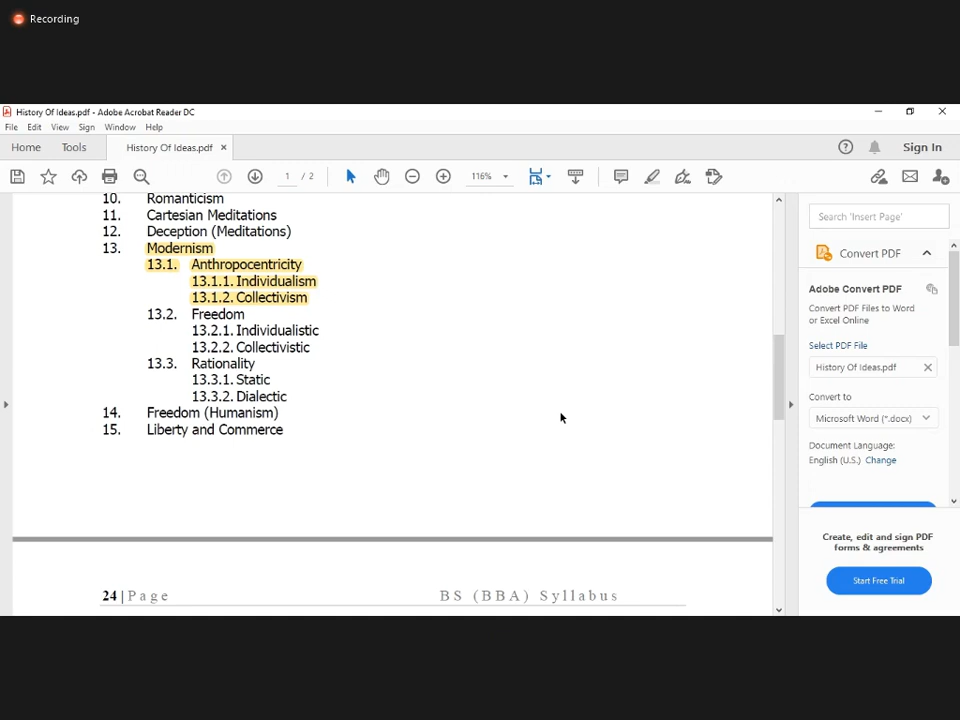 Recording
History Of Ideas.pdf - Adobe Acrobat Reader DC
File Edit View Sign Window Help
Home Tools History Of Ideas.pdf × Sign In
1 / 2 116%
10. Romanticism
11. Cartesian Meditations
12. Deception (Meditations)
13. Modernism
13.1. Anthropocentricity
13.1.1. Individualism
13.1.2. Collectivism
13.2. Freedom
13.2.1. Individualistic
13.2.2. Collectivistic
13.3. Rationality
13.3.1. Static
13.3.2. Dialectic
14. Freedom (Humanism)
15. Liberty and Commerce
24 | Page BS (BBA) Syllabus
Search 'Insert Page'
Convert PDF
Adobe Convert PDF
Convert PDF Files to Word
or Excel Online
Select PDF File
History Of Ideas.pdf
Convert to
Microsoft Word (*.docx)
Document Language:
English (U.S.) Change
Create, edit and sign PDF
forms & agreements
Start Free Trial